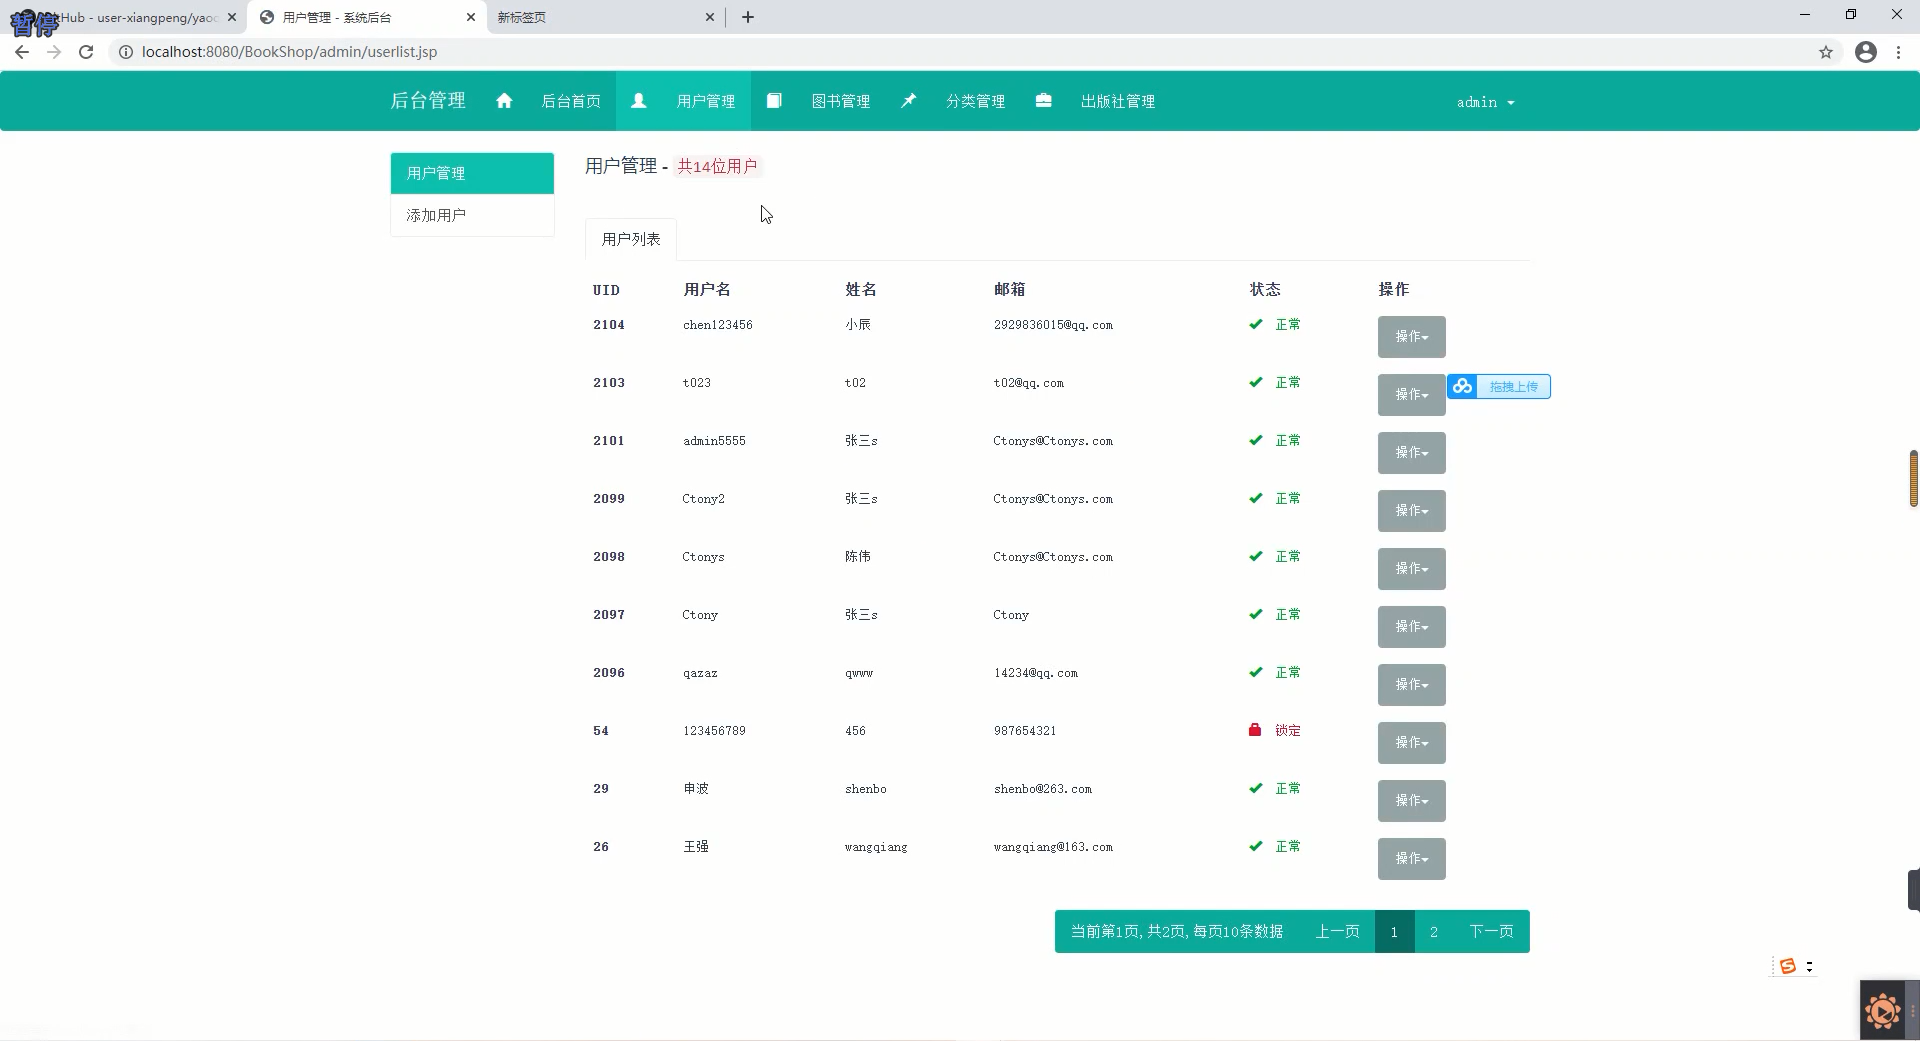 暂停
tHub - user-xiangpeng/yaoc
用户管理 - 系统后台
新标签页
localhost:8080/BookShop/admin/userlist.jsp
后台管理 后台首页 用户管理 图书管理 分类管理 出版社管理 admin
用户管理
添加用户
用户管理 - 共14位用户
用户列表
UID 用户名 姓名 邮箱 状态 操作
2104 chen123456 小辰 2929836015@qq.com 正常 操作
2103 t023 t02 t02@qq.com 正常 操作
拖拽上传
2101 admin5555 张三s Ctonys@Ctonys.com 正常 操作
2099 Ctony2 张三s Ctonys@Ctonys.com 正常 操作
2098 Ctonys 陈伟 Ctonys@Ctonys.com 正常 操作
2097 Ctony 张三s Ctony 正常 操作
2096 qazaz qwww 14234@qq.com 正常 操作
54 123456789 456 987654321 锁定 操作
29 申波 shenbo shenbo@263.com 正常 操作
26 王强 wangqiang wangqiang@163.com 正常 操作
当前第1页, 共2页, 每页10条数据 上一页 1 2 下一页